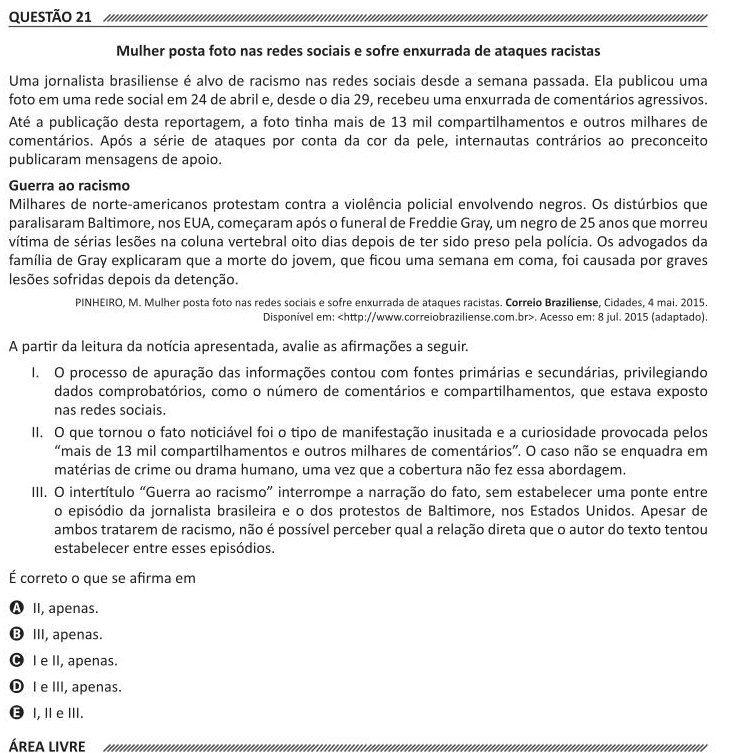 QUESTÃO 21
Mulher posta foto nas redes sociais e sofre enxurrada de ataques racistas
Uma jornalista brasiliense é alvo de racismo nas redes sociais desde a semana passada. Ela publicou uma
foto em uma rede social em 24 de abril e, desde o dia 29, recebeu uma enxurrada de comentários agressivos.
Até a publicação desta reportagem, a foto tinha mais de 13 mil compartilhamentos e outros milhares de
comentários. Após a série de ataques por conta da cor da pele, internautas contrários ao preconceito
publicaram mensagens de apoio.
Guerra ao racismo
Milhares de norte-americanos protestam contra a violência policial envolvendo negros. Os distúrbios que
paralisaram Baltimore, nos EUA, começaram após o funeral de Freddie Gray, um negro de 25 anos que morreu
vítima de sérias lesões na coluna vertebral oito dias depois de ter sido preso pela polícia. Os advogados da
família de Gray explicaram que a morte do jovem, que ficou uma semana em coma, foi causada por graves
lesões sofridas depois da detenção.
PINHEIRO, M. Mulher posta foto nas redes sociais e sofre enxurrada de ataques racistas. Correio Braziliense, Cidades, 4 mai. 2015.
Disponível em: <http://www.correiobraziliense.com.br>. Acesso em: 8 jul. 2015 (adaptado).
A partir da leitura da notícia apresentada, avalie as afirmações a seguir.
I. O processo de apuração das informações contou com fontes primárias e secundárias, privilegiando
dados comprobatórios, como o número de comentários e compartilhamentos, que estava exposto
nas redes sociais.
II. O que tornou o fato noticiável foi o tipo de manifestação inusitada e a curiosidade provocada pelos
“mais de 13 mil compartilhamentos e outros milhares de comentários”. O caso não se enquadra em
matérias de crime ou drama humano, uma vez que a cobertura não fez essa abordagem.
III. O intertítulo “Guerra ao racismo” interrompe a narração do fato, sem estabelecer uma ponte entre
o episódio da jornalista brasileira e o dos protestos de Baltimore, nos Estados Unidos. Apesar de
ambos tratarem de racismo, não é possível perceber qual a relação direta que o autor do texto tentou
estabelecer entre esses episódios.
É correto o que se afirma em
A II, apenas.
B III, apenas.
C I e II, apenas.
D I e III, apenas.
E I, II e III.
ÁREA LIVRE